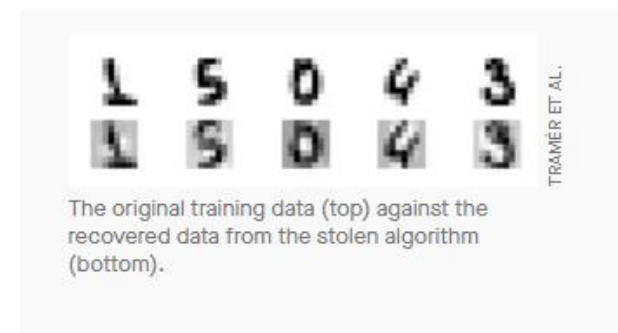 1 5 0 4 3
1 5 0 4 3
TRAMÈR ET AL.
The original training data (top) against the
recovered data from the stolen algorithm
(bottom).